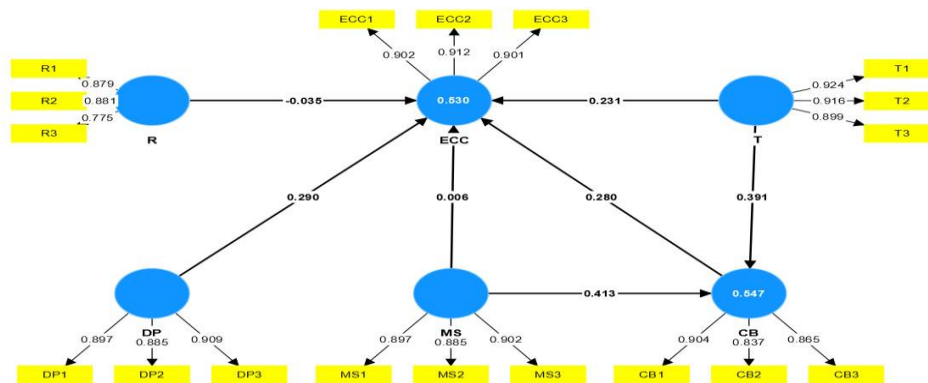 ECC1 ECC2 ECC3
0.902 0.912 0.901
R1 T1
0.879 0.924
R2 0.881 -0.035 0.530 0.231 0.916 T2
0.775 0.899
R3 T3
R ECC T
0.290 0.006 0.280 0.391
0.413 0.547
DP MS CB
0.897 0.885 0.909 0.897 0.885 0.902 0.904 0.837 0.865
DP1 DP2 DP3 MS1 MS2 MS3 CB1 CB2 CB3